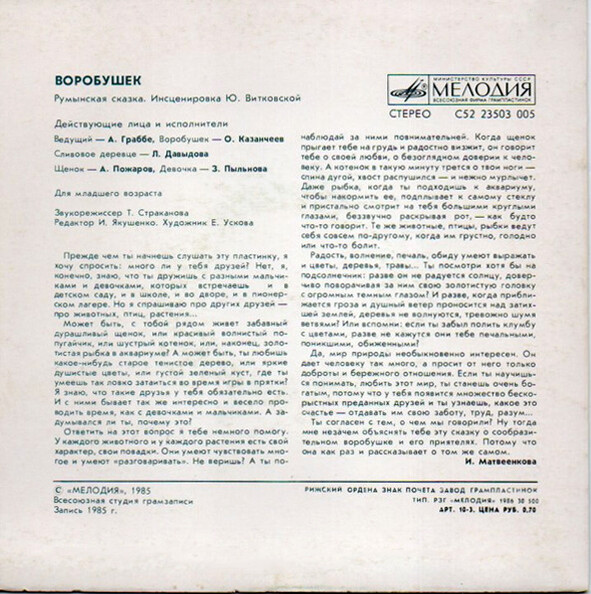 ВОРОБУШЕК
Румынская сказка. Инсценировка Ю. Витковской
МИНИСТЕРСТВО КУЛЬТУРЫ СССР
МЕЛОДИЯ
ВСЕСОЮЗНАЯ ФИРМА ГРАМПЛАСТИНОК
СТЕРЕО С52 23503 005
Действующие лица и исполнители
Ведущий — А. Граббе, Воробушек — О. Казанчеев
Сливовое деревце — Л. Давыдова
Щенок — А. Пожаров, Девочка — З. Пыльнова
Для младшего возраста
Звукорежиссер Т. Страканова
Редактор И. Якушенко. Художник Е. Ускова
Прежде чем ты начнешь слушать эту пластинку, я
хочу спросить: много ли у тебя друзей? Нет, я,
конечно, знаю, что ты дружишь с разными мальчи-
ками и девочками, которых встречаешь и в
детском саду, и в школе, и во дворе, и в пионер-
ском лагере. Но я спрашиваю про других друзей —
про животных, птиц, растения...
Может быть, с тобой рядом живет забавный
дурашливый щенок, или красивый волнистый по-
пугайчик, или шустрый котенок, или, наконец, зо-
лотистая рыбка в аквариуме? А может быть, ты любишь
какое-нибудь старое тенистое дерево, или яркие
душистые цветы, или густой зеленый куст, где ты
умеешь так ловко затаиться во время игры в прятки?
Я знаю, что такие друзья у тебя обязательно есть.
И с ними бывает так же интересно и весело про-
водить время, как с девочками и мальчиками. А за-
думывался ли ты, почему это?
Ответить на этот вопрос я тебе немного помогу.
У каждого животного и у каждого растения есть свой
характер, свои повадки. Они умеют чувствовать мно-
гое и умеют «разговаривать». Не веришь? А ты по-
наблюдай за ними повнимательней. Когда щенок
прыгает тебе на грудь и радостно визжит, он говорит
тебе о своей любви, о безоглядном доверии к чело-
веку. А котенок в такую минуту трется о твои ноги —
спина дугой, хвост распушился — и нежно мурлычет.
Даже рыбка, когда ты подходишь к аквариуму,
чтобы накормить ее, подплывает к самому стеклу
и пристально смотрит на тебя большими круглыми
глазами, беззвучно раскрывая рот, — как будто
что-то говорит. Те же животные, птицы, рыбки ведут
себя совсем по-другому, когда им грустно, голодно
или что-то болит.
Радость, волнение, печаль, обиду умеют выражать
и цветы, деревья, травы... Ты посмотри хотя бы на
подсолнечник: разве он не радуется солнцу, довер-
чиво поворачивая за ним свою золотистую головку
с огромным темным глазом? И разве, когда прибли-
жается гроза и душный ветер проносится над затих-
шей землей, деревья не волнуются, тревожно шумя
ветвями? Или вспомни: если ты забыл полить клумбу
с цветами, разве не кажутся они тебе печальными,
поникшими, обиженными?
Да, мир природы необыкновенно интересен. Он
дает человеку так много, а просит от него только
доброты и бережного отношения. Если ты научишь-
ся понимать, любить этот мир, ты станешь очень бо-
гатым, потому что у тебя появится множество беско-
рыстных преданных друзей и ты узнаешь, какое это
счастье — отдавать им свою заботу, труд, разум...
Ты согласен с тем, о чем мы говорили? Ну тогда
мне незачем объяснять тебе эту сказку о сообрази-
тельном воробушке и его приятелях. Потому что
она как раз и рассказывает о том же самом.
И. Матвеенкова
© «МЕЛОДИЯ», 1985
Всесоюзная студия грамзаписи
Запись 1985 г.
РИЖСКИЙ ОРДЕНА ЗНАК ПОЧЕТА ЗАВОД ГРАМПЛАСТИНОК
ТИП. РЗГ «МЕЛОДИЯ» 1986 38 500
АРТ. 10-3. ЦЕНА РУБ. 0,70